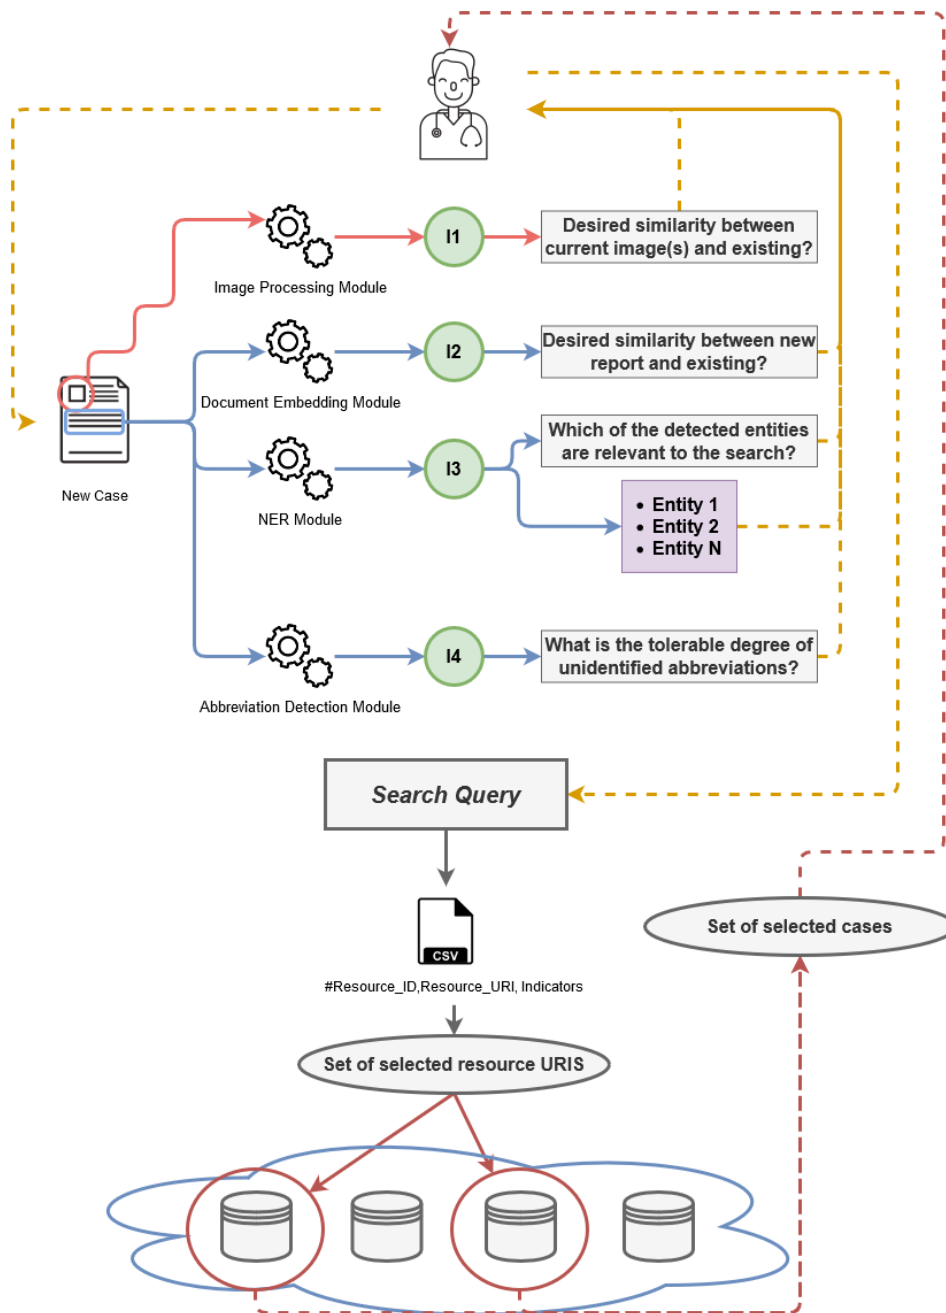 I1
Desired similarity between
current image(s) and existing?
Image Processing Module
I2
Desired similarity between new
report and existing?
Document Embedding Module
New Case
I3
Which of the detected entities
are relevant to the search?
NER Module
Entity 1
Entity 2
Entity N
I4
What is the tolerable degree of
unidentified abbreviations?
Abbreviation Detection Module
Search Query
CSV
#Resource_ID,Resource_URI, Indicators
Set of selected cases
Set of selected resource URIS